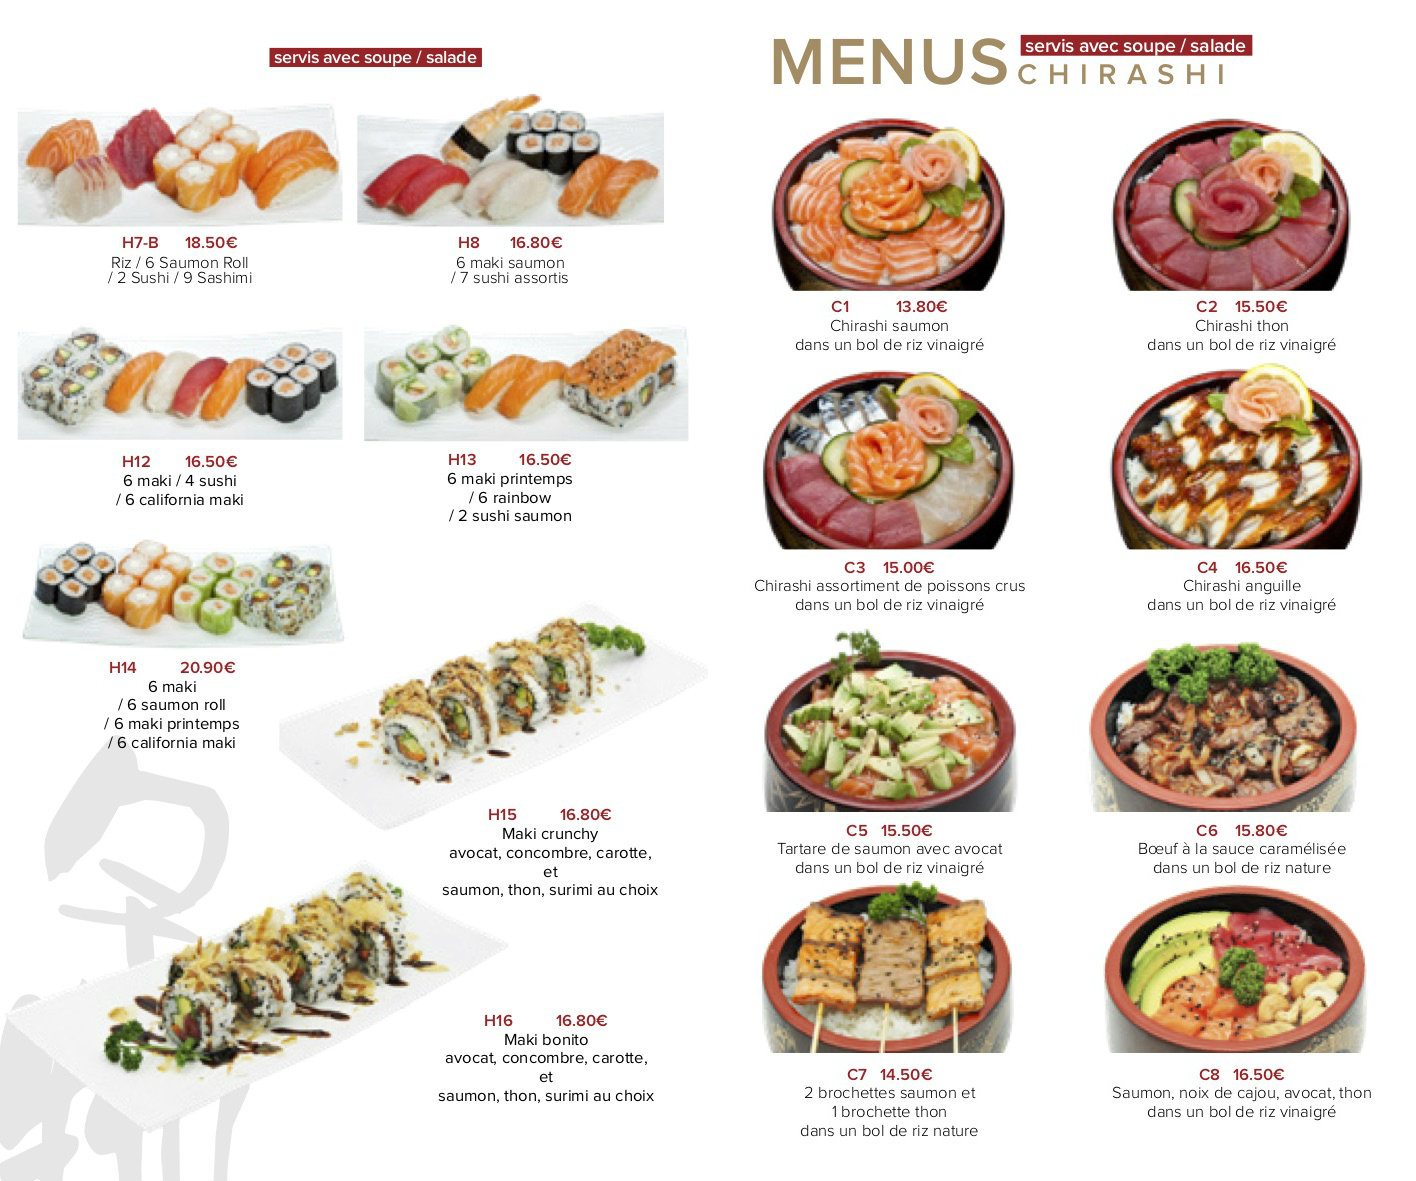 servis avec soupe / salade
H7-B 18.50€
Riz / 6 Saumon Roll
/ 2 Sushi / 9 Sashimi
H8 16.80€
6 maki saumon
/ 7 sushi assortis
H12 16.50€
6 maki / 4 sushi
/ 6 california maki
H13 16.50€
6 maki printemps
/ 6 rainbow
/ 2 sushi saumon
H14 20.90€
6 maki
/ 6 saumon roll
/ 6 maki printemps
/ 6 california maki
H15 16.80€
Maki crunchy
avocat, concombre, carotte,
et
saumon, thon, surimi au choix
H16 16.80€
Maki bonito
avocat, concombre, carotte,
et
saumon, thon, surimi au choix
MENUS servis avec soupe / salade
CHIRASHI
C1 13.80€
Chirashi saumon
dans un bol de riz vinaigré
C2 15.50€
Chirashi thon
dans un bol de riz vinaigré
C3 15.00€
Chirashi assortiment de poissons crus
dans un bol de riz vinaigré
C4 16.50€
Chirashi anguille
dans un bol de riz vinaigré
C5 15.50€
Tartare de saumon avec avocat
dans un bol de riz vinaigré
C6 15.80€
Bœuf à la sauce caramélisée
dans un bol de riz nature
C7 14.50€
2 brochettes saumon et
1 brochette thon
dans un bol de riz nature
C8 16.50€
Saumon, noix de cajou, avocat, thon
dans un bol de riz vinaigré